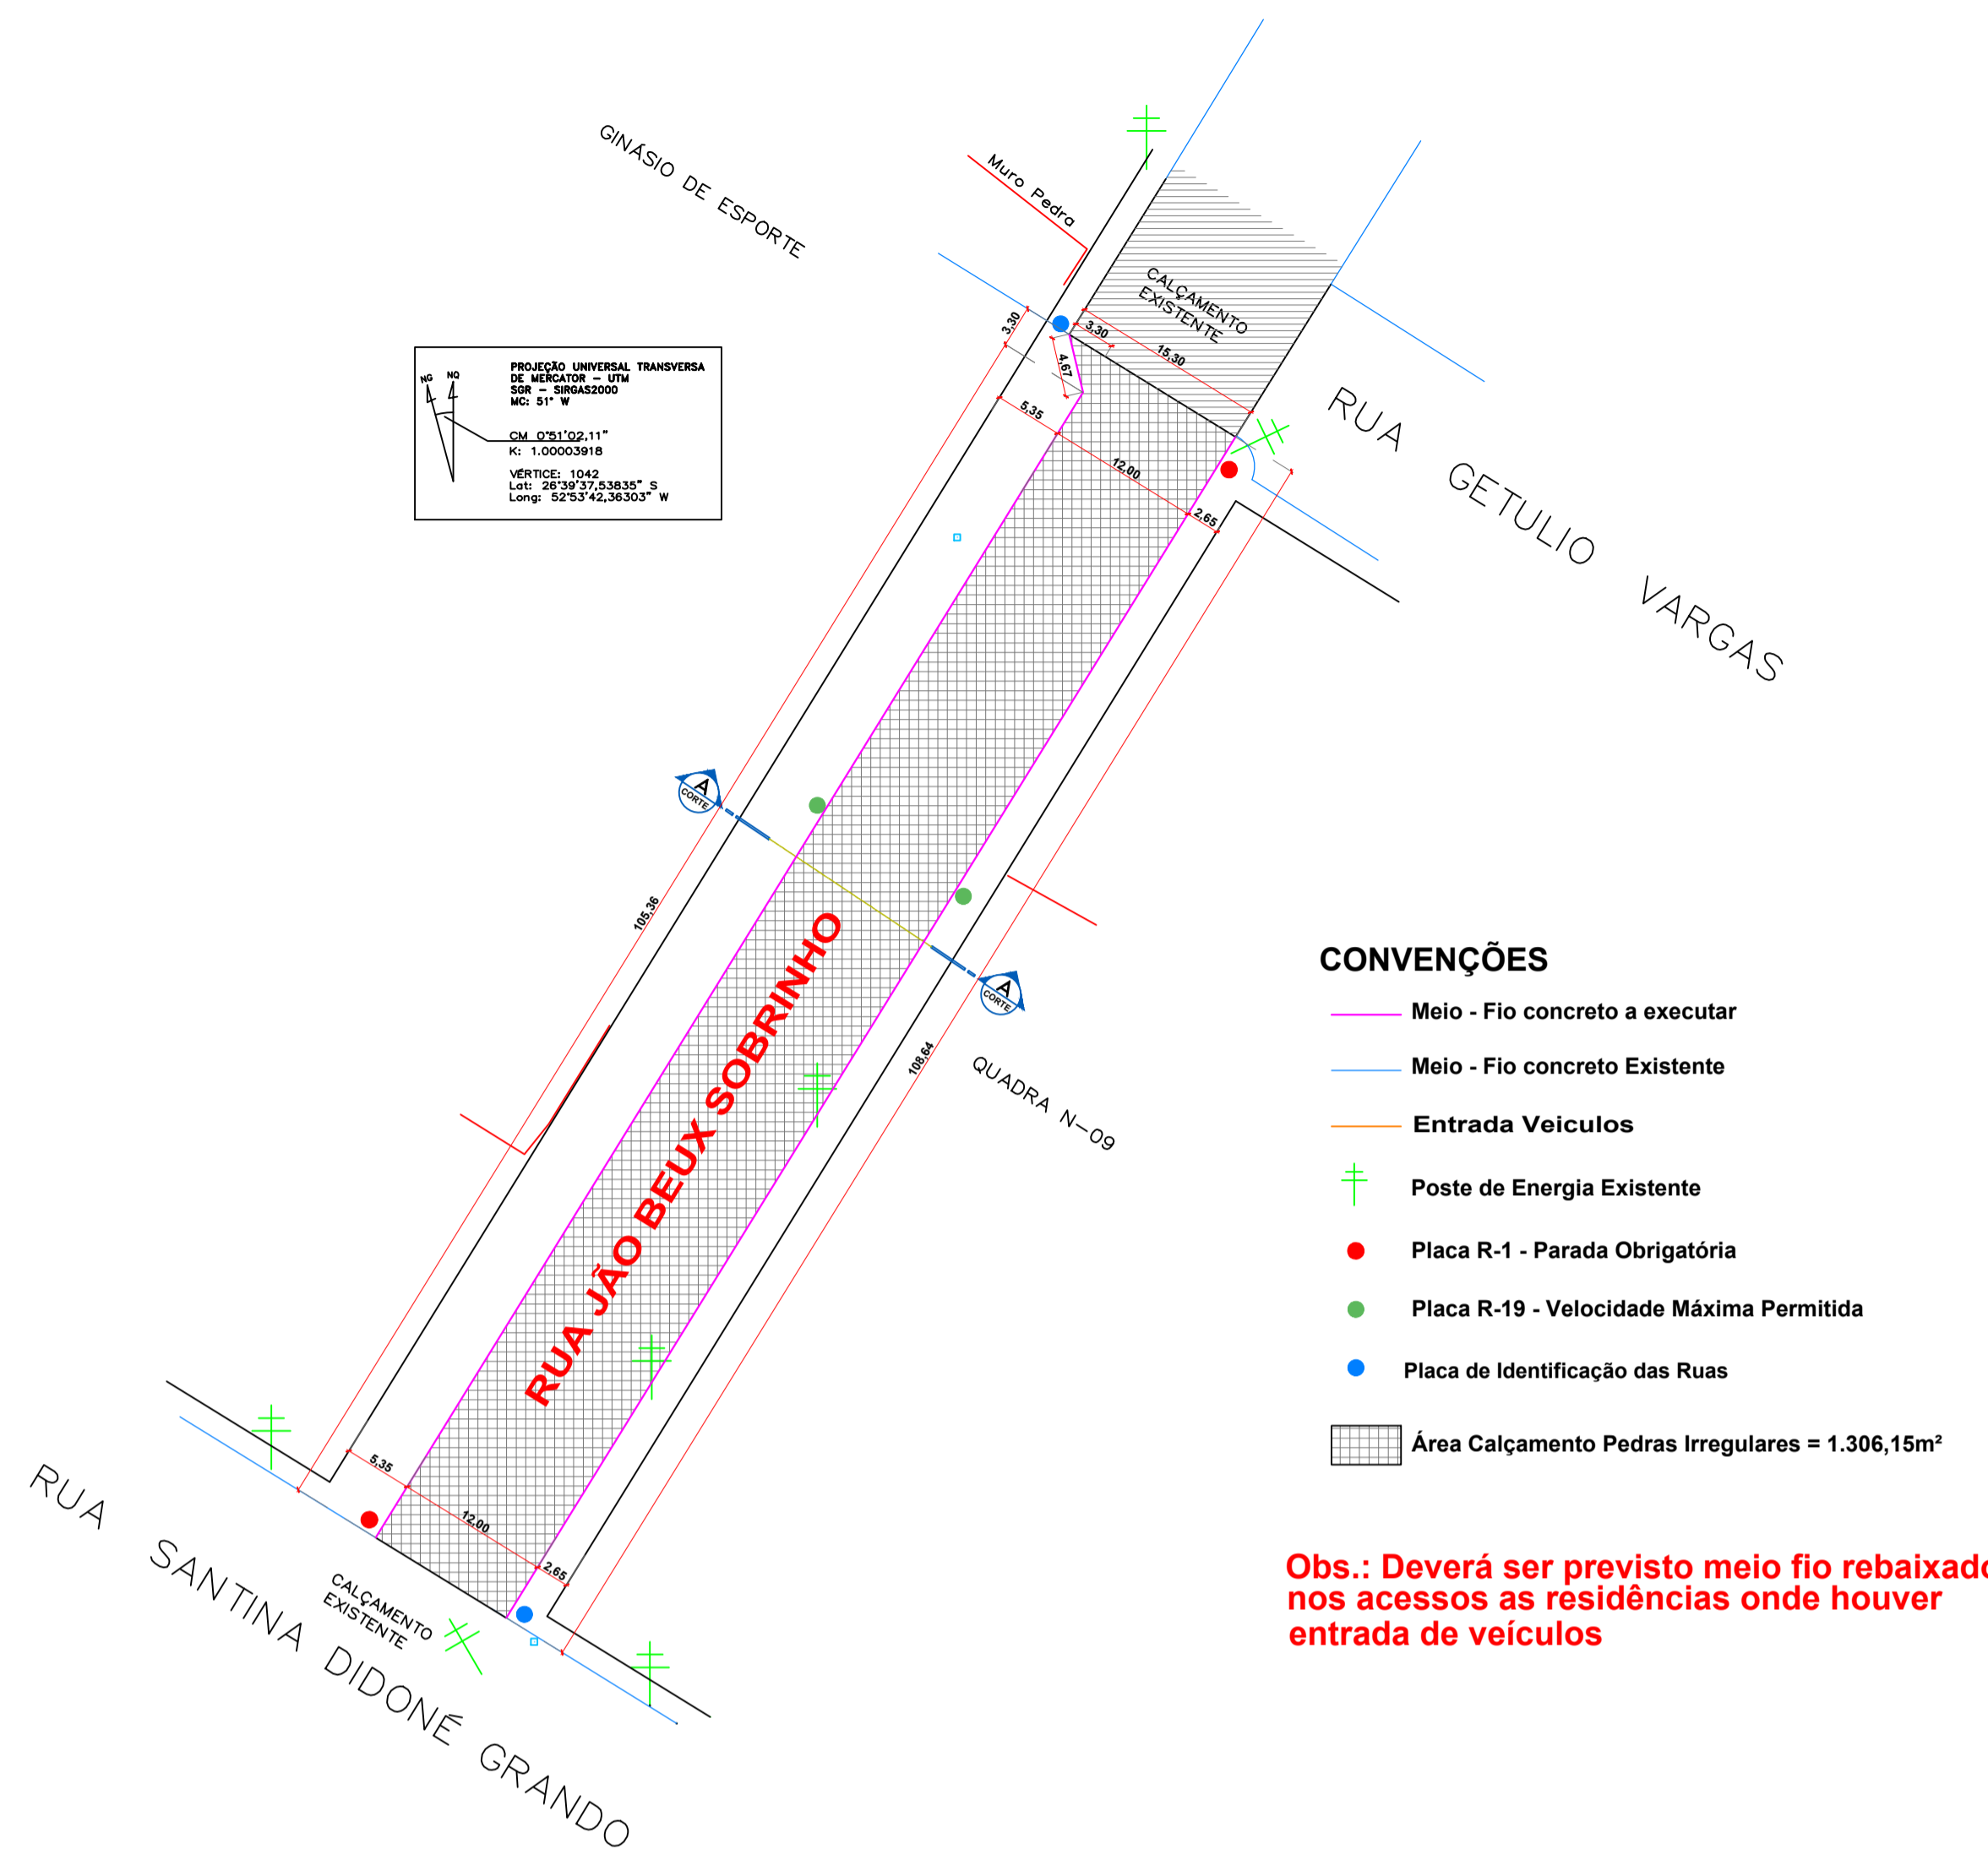 GINÁSIO DE ESPORTE
Muro Pedra
CALÇAMENTO
EXISTENTE
3,30
3,30
15,30
4,67
5,35
12,00
2,65
RUA GETULIO VARGAS
NG
NQ
PROJEÇÃO UNIVERSAL TRANSVERSA
DE MERCATOR – UTM
SGR – SIRGAS2000
MC: 51° W
CM 0°51'02,11"
K: 1.00003918
VÉRTICE: 1042
Lat: 26°39'37,53835" S
Long: 52°53'42,36303" W
A
CORTE
105,36
RUA JÃO BEUX SOBRINHO
A
CORTE
108,64
QUADRA N-09
CONVENÇÕES
Meio - Fio concreto a executar
Meio - Fio concreto Existente
Entrada Veiculos
Poste de Energia Existente
Placa R-1 - Parada Obrigatória
Placa R-19 - Velocidade Máxima Permitida
Placa de Identificação das Ruas
Área Calçamento Pedras Irregulares = 1.306,15m²
5,35
12,00
2,65
CALÇAMENTO
EXISTENTE
RUA SANTINA DIDONÉ GRANDO
Obs.: Deverá ser previsto meio fio rebaixado
nos acessos as residências onde houver
entrada de veículos